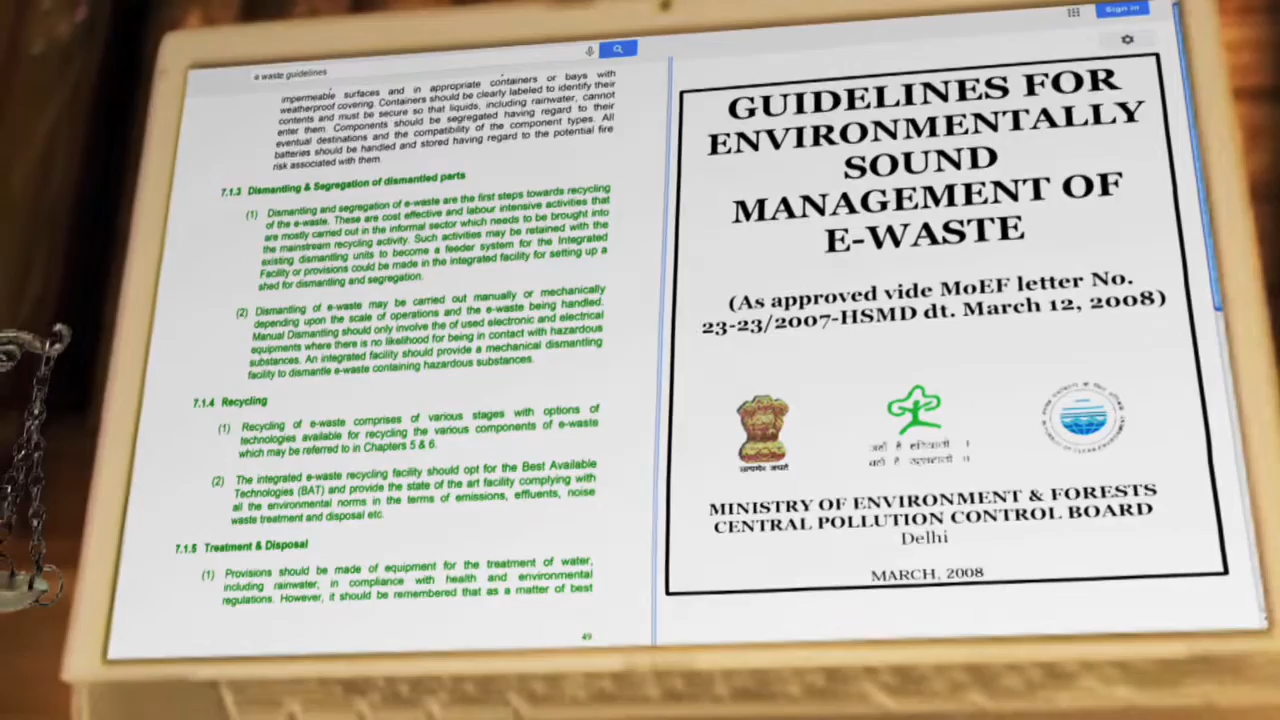 Sign in
e waste guidelines
impermeable surfaces and in appropriate containers or bays with
weatherproof covering. Containers should be clearly labeled to identify their
contents and must be secure so that liquids, including rainwater, cannot
enter them. Components should be segregated having regard to their
eventual destinations and the compatibility of the component types. All
batteries should be handled and stored having regard to the potential fire
risk associated with them.
7.1.3 Dismantling & Segregation of dismantled parts
(1) Dismantling and segregation of e-waste are the first steps towards recycling
of the e-waste. These are cost effective and labour intensive activities that
are mostly carried out in the informal sector which needs to be brought into
the mainstream recycling activity. Such activities may be retained with the
existing dismantling units to become a feeder system for the Integrated
Facility or provisions could be made in the integrated facility for setting up a
shed for dismantling and segregation.
(2) Dismantling of e-waste may be carried out manually or mechanically
depending upon the scale of operations and the e-waste being handled.
Manual Dismantling should only involve the of used electronic and electrical
equipments where there is no likelihood for being in contact with hazardous
substances. An integrated facility should provide a mechanical dismantling
facility to dismantle e-waste containing hazardous substances.
7.1.4 Recycling
(1) Recycling of e-waste comprises of various stages with options of
technologies available for recycling the various components of e-waste
which may be referred to in Chapters 5 & 6.
(2) The integrated e-waste recycling facility should opt for the Best Available
Technologies (BAT) and provide the state of the art facility complying with
all the environmental norms in the terms of emissions, effluents, noise
waste treatment and disposal etc.
7.1.5 Treatment & Disposal
(1) Provisions should be made of equipment for the treatment of water,
including rainwater, in compliance with health and environmental
regulations. However, it should be remembered that as a matter of best
49
GUIDELINES FOR
ENVIRONMENTALLY
SOUND
MANAGEMENT OF
E-WASTE
(As approved vide MoEF letter No.
23-23/2007-HSMD dt. March 12, 2008)
सत्यमेव जयते
जहाँ है हरियाली ।
वहाँ है खुशहाली ॥
MINISTRY OF ENVIRONMENT & FORESTS
CENTRAL POLLUTION CONTROL BOARD
Delhi
MARCH, 2008